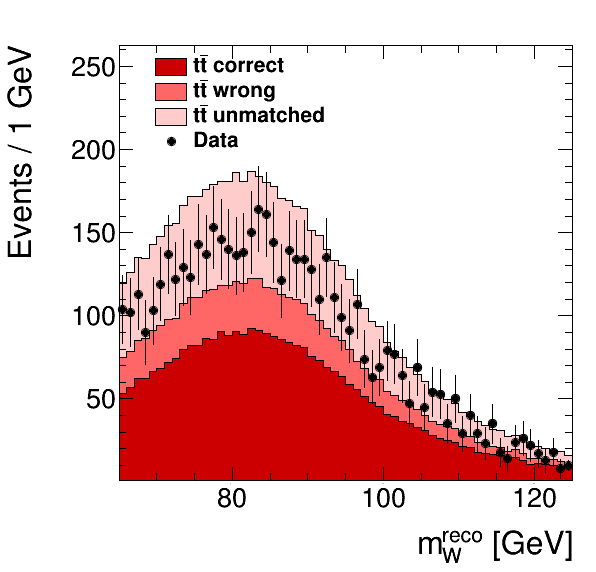 Events / 1 GeV
250
200
150
100
50
tt̄ correct
tt̄ wrong
tt̄ unmatched
Data
80
100
120
m_W^reco [GeV]